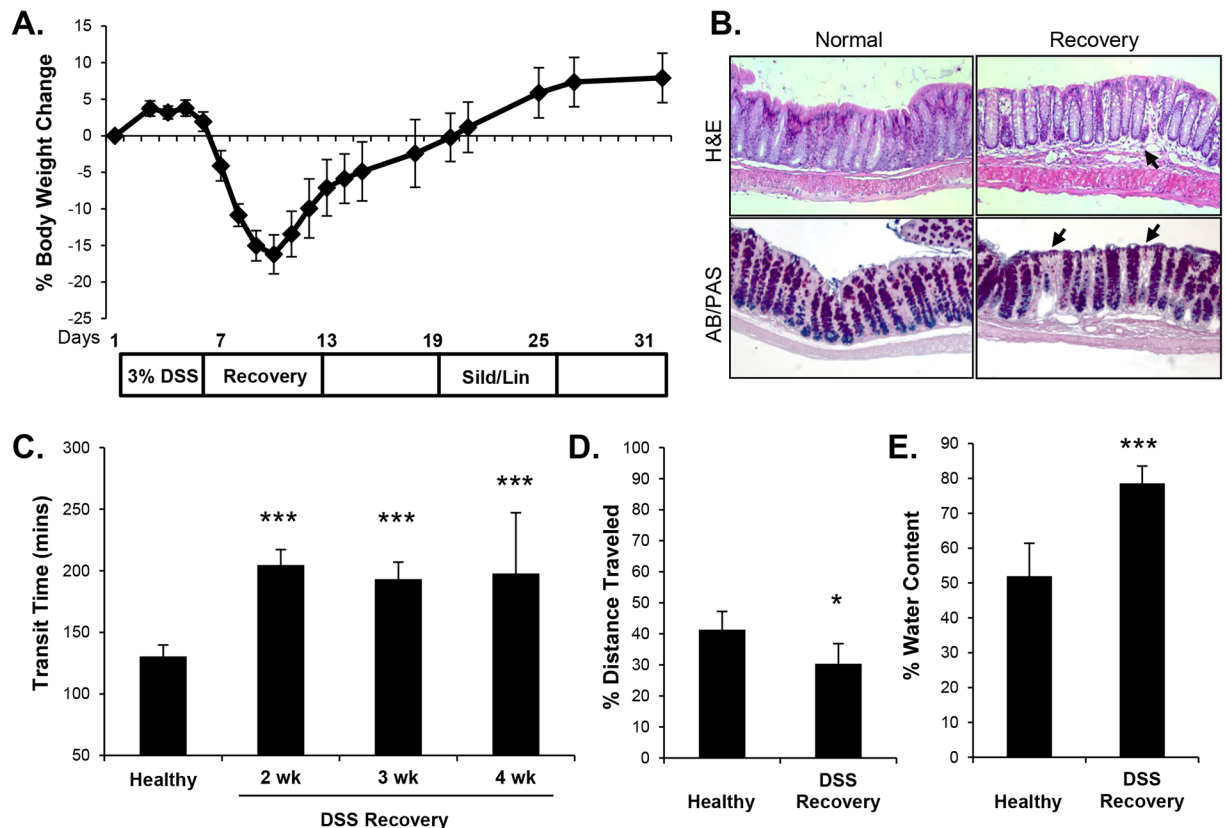 A.
% Body Weight Change
15
10
5
0
-5
-10
-15
-20
-25
Days 1 7 13 19 25 31
3% DSS Recovery Sild/Lin
B.
Normal Recovery
H&E
AB/PAS
C.
Transit Time (mins)
300
250
200
150
100
50
*** *** ***
Healthy 2 wk 3 wk 4 wk
DSS Recovery
D.
% Distance Traveled
100
90
80
70
60
50
40
30
20
10
0
*
Healthy DSS
Recovery
E.
% Water Content
90
80
70
60
50
40
30
20
10
0
***
Healthy DSS
Recovery